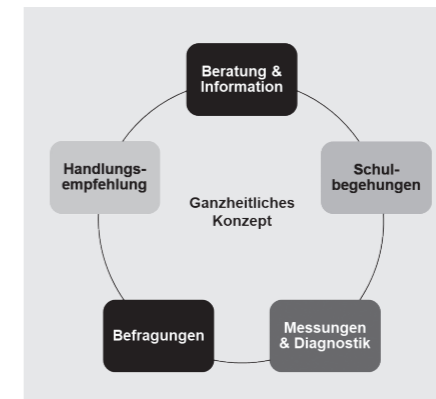 Beratung &
Information
Handlungs-
empfehlung
Schul-
begehungen
Ganzheitliches
Konzept
Befragungen
Messungen
& Diagnostik